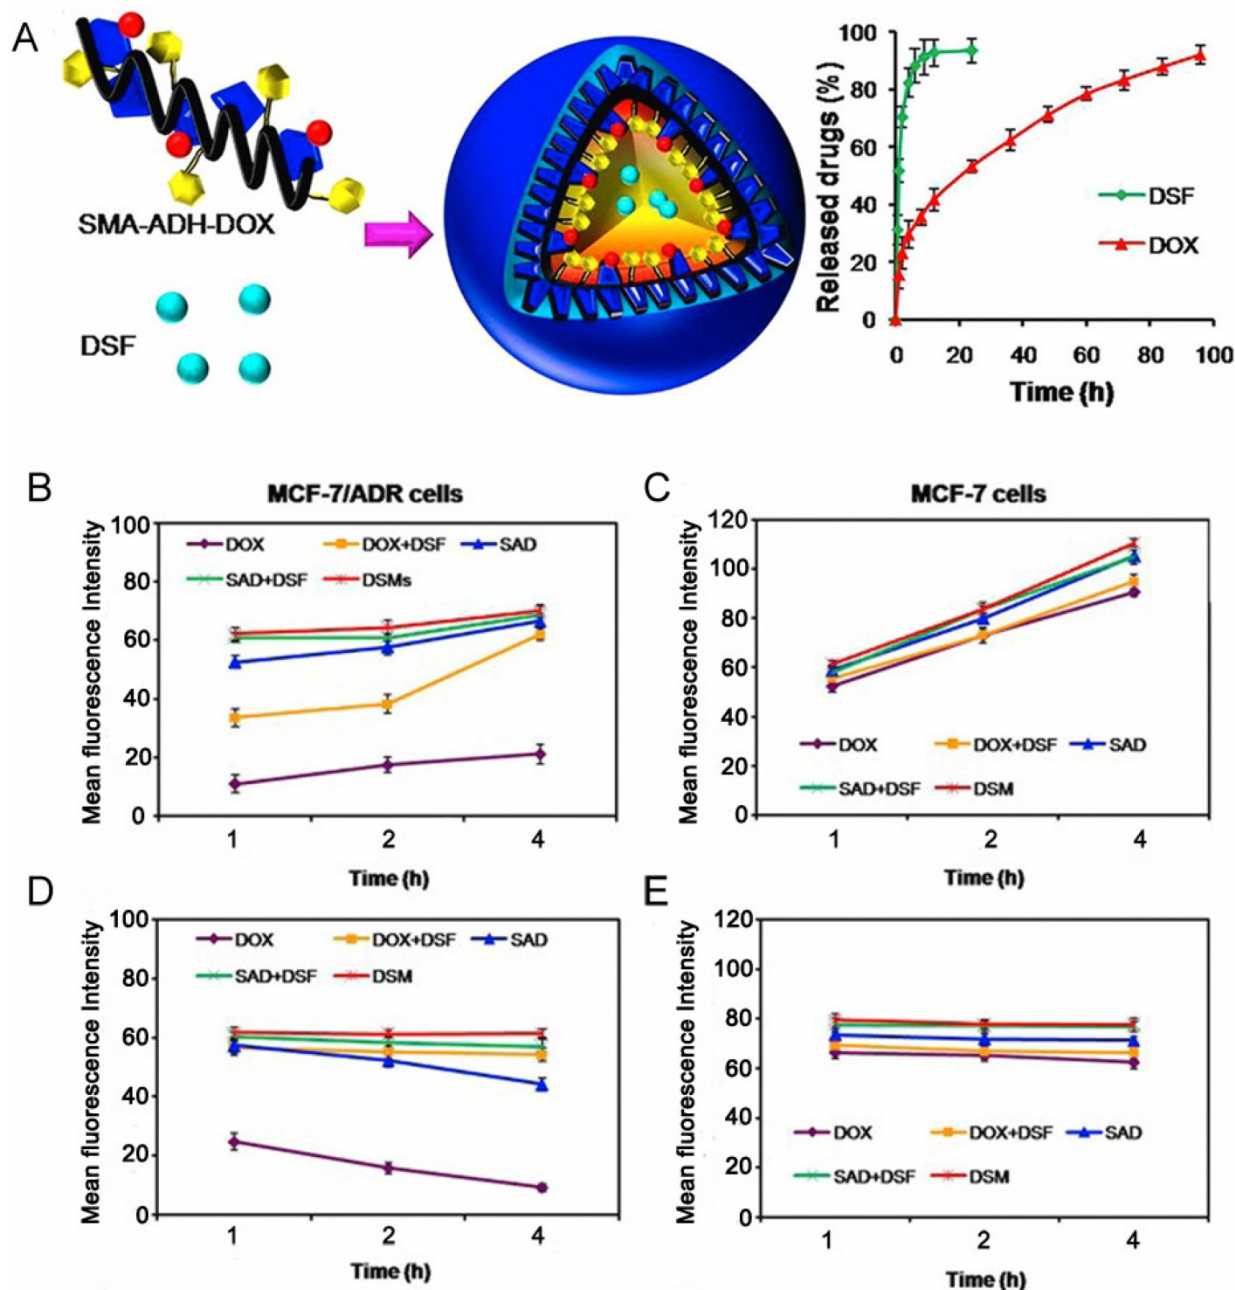 A
SMA-ADH-DOX
DSF
Released drugs (%)
100
80
60
40
20
0
DSF
DOX
0 20 40 60 80 100
Time (h)
B
MCF-7/ADR cells
Mean fluorescence Intensity
100
80
60
40
20
0
DOX DOX+DSF SAD
SAD+DSF DSMs
1 2 4
Time (h)
C
MCF-7 cells
Mean fluorescence Intensity
120
100
80
60
40
20
0
DOX DOX+DSF SAD
SAD+DSF DSM
1 2 4
Time (h)
D
Mean fluorescence Intensity
100
80
60
40
20
0
DOX DOX+DSF SAD
SAD+DSF DSM
1 2 4
Time (h)
E
Mean fluorescence Intensity
120
100
80
60
40
20
0
DOX DOX+DSF SAD
SAD+DSF DSM
1 2 4
Time (h)